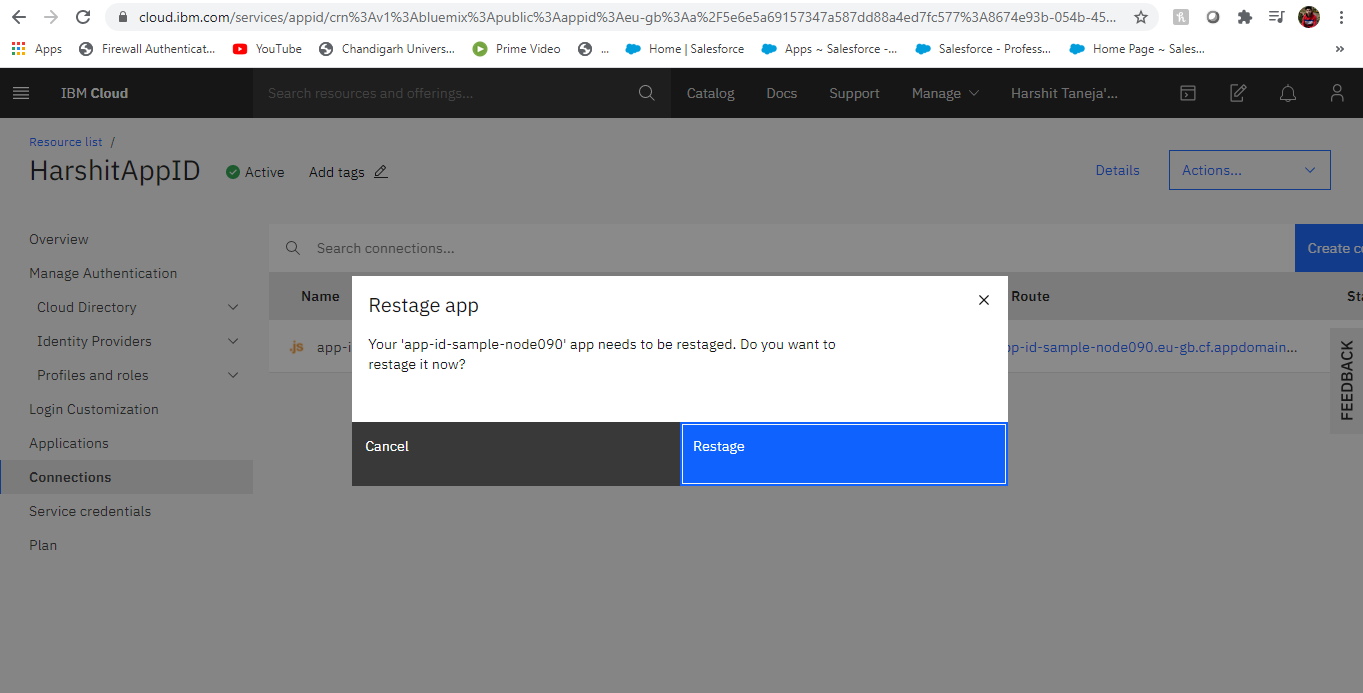 cloud.ibm.com/services/appid/crn%3Av1%3Abluemix%3Apublic%3Aappid%3Aeu-gb%3Aa%2F5e6e5a69157347a587dd88a4ed7fc577%3A8674e93b-054b-45...
Apps Firewall Authenticat... YouTube Chandigarh Univers... Prime Video ... Home | Salesforce Apps ~ Salesforce -... Salesforce - Profess... Home Page ~ Sales... »
IBM Cloud Search resources and offerings... Catalog Docs Support Manage Harshit Taneja'...
Resource list /
HarshitAppID Active Add tags Details Actions...
Overview
Search connections... Create co
Manage Authentication
Name Route Sta
Cloud Directory
Identity Providers
JS app-i pp-id-sample-node090.eu-gb.cf.appdomain...
Profiles and roles
Login Customization
Applications
Connections
Service credentials
Plan
FEEDBACK
Restage app
Your 'app-id-sample-node090' app needs to be restaged. Do you want to
restage it now?
Cancel Restage